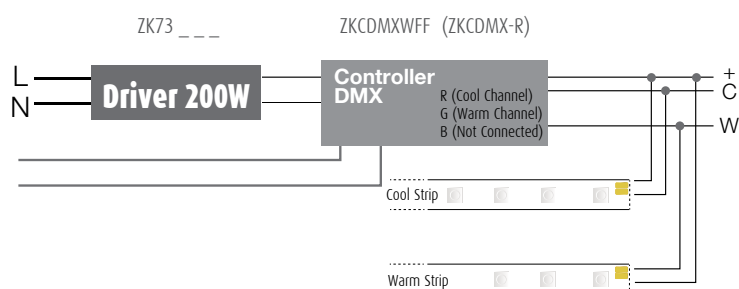 ZK73 _ _ _
ZKCDMXWFF (ZKCDMX-R)
L
N
Driver 200W
Controller
DMX
R (Cool Channel)
G (Warm Channel)
B (Not Connected)
+
C
W
Cool Strip
Warm Strip